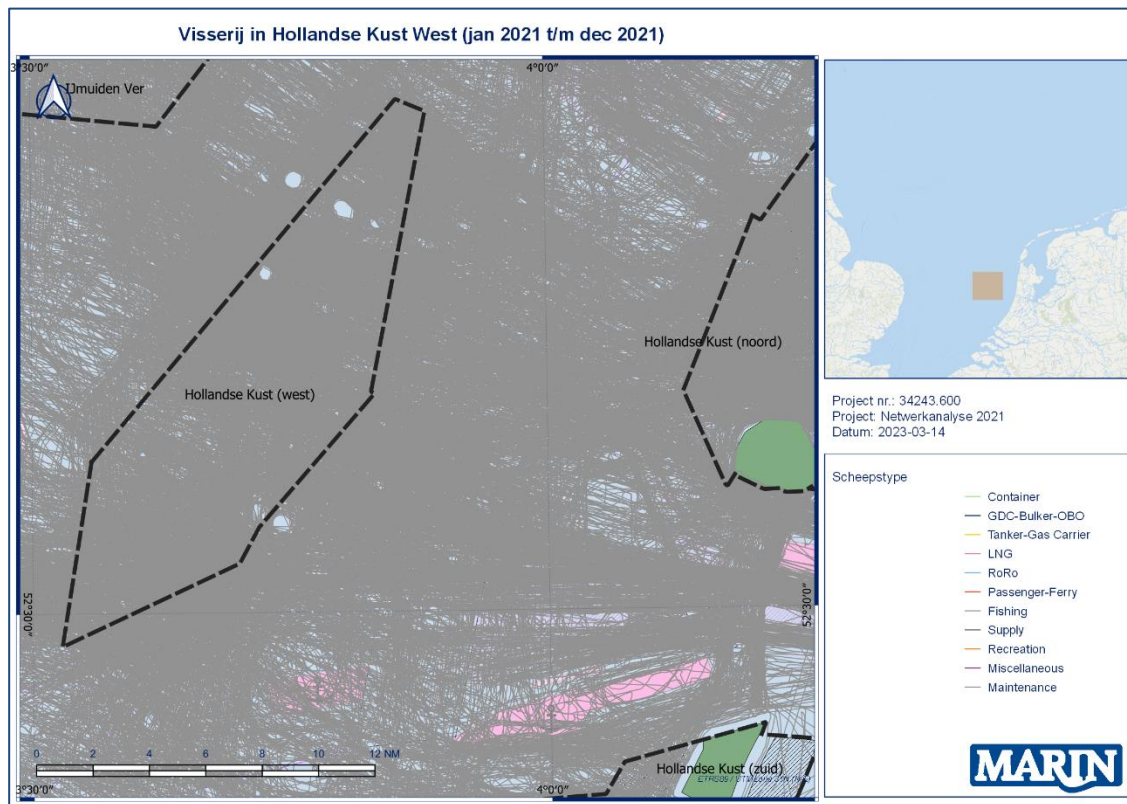 Visserij in Hollandse Kust West (jan 2021 t/m dec 2021)
3°30'0"
4°0'0"
IJmuiden Ver
Hollandse Kust (noord)
Hollandse Kust (west)
52°30'0"
52°30'0"
0 2 4 6 8 10 12 NM
Hollandse Kust (zuid)
3°30'0"
4°0'0"
Project nr.: 34243.600
Project: Netwerkanalyse 2021
Datum: 2023-03-14
Scheepstype
Container
GDC-Bulker-OBO
Tanker-Gas Carrier
LNG
RoRo
Passenger-Ferry
Fishing
Supply
Recreation
Miscellaneous
Maintenance
MARIN